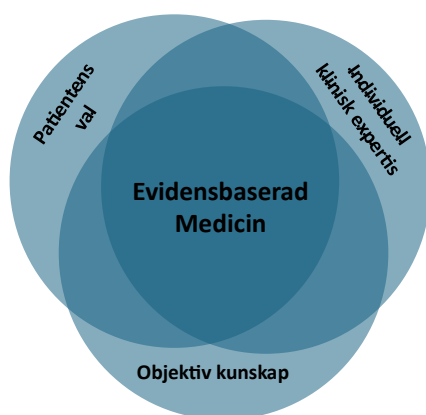 Patientens
val
Individuell
klinisk expertis
Evidensbaserad
Medicin
Objektiv kunskap